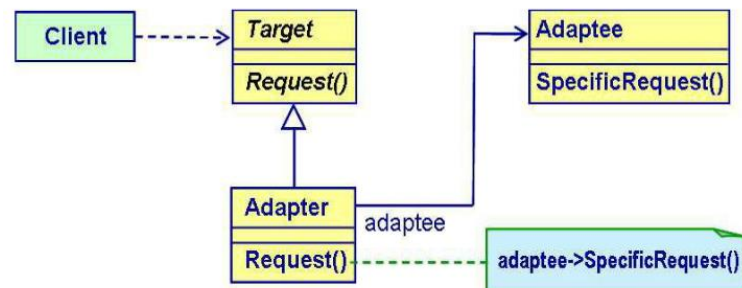 Client
Target
Request()
Adaptee
SpecificRequest()
Adapter
Request()
adaptee
adaptee->SpecificRequest()